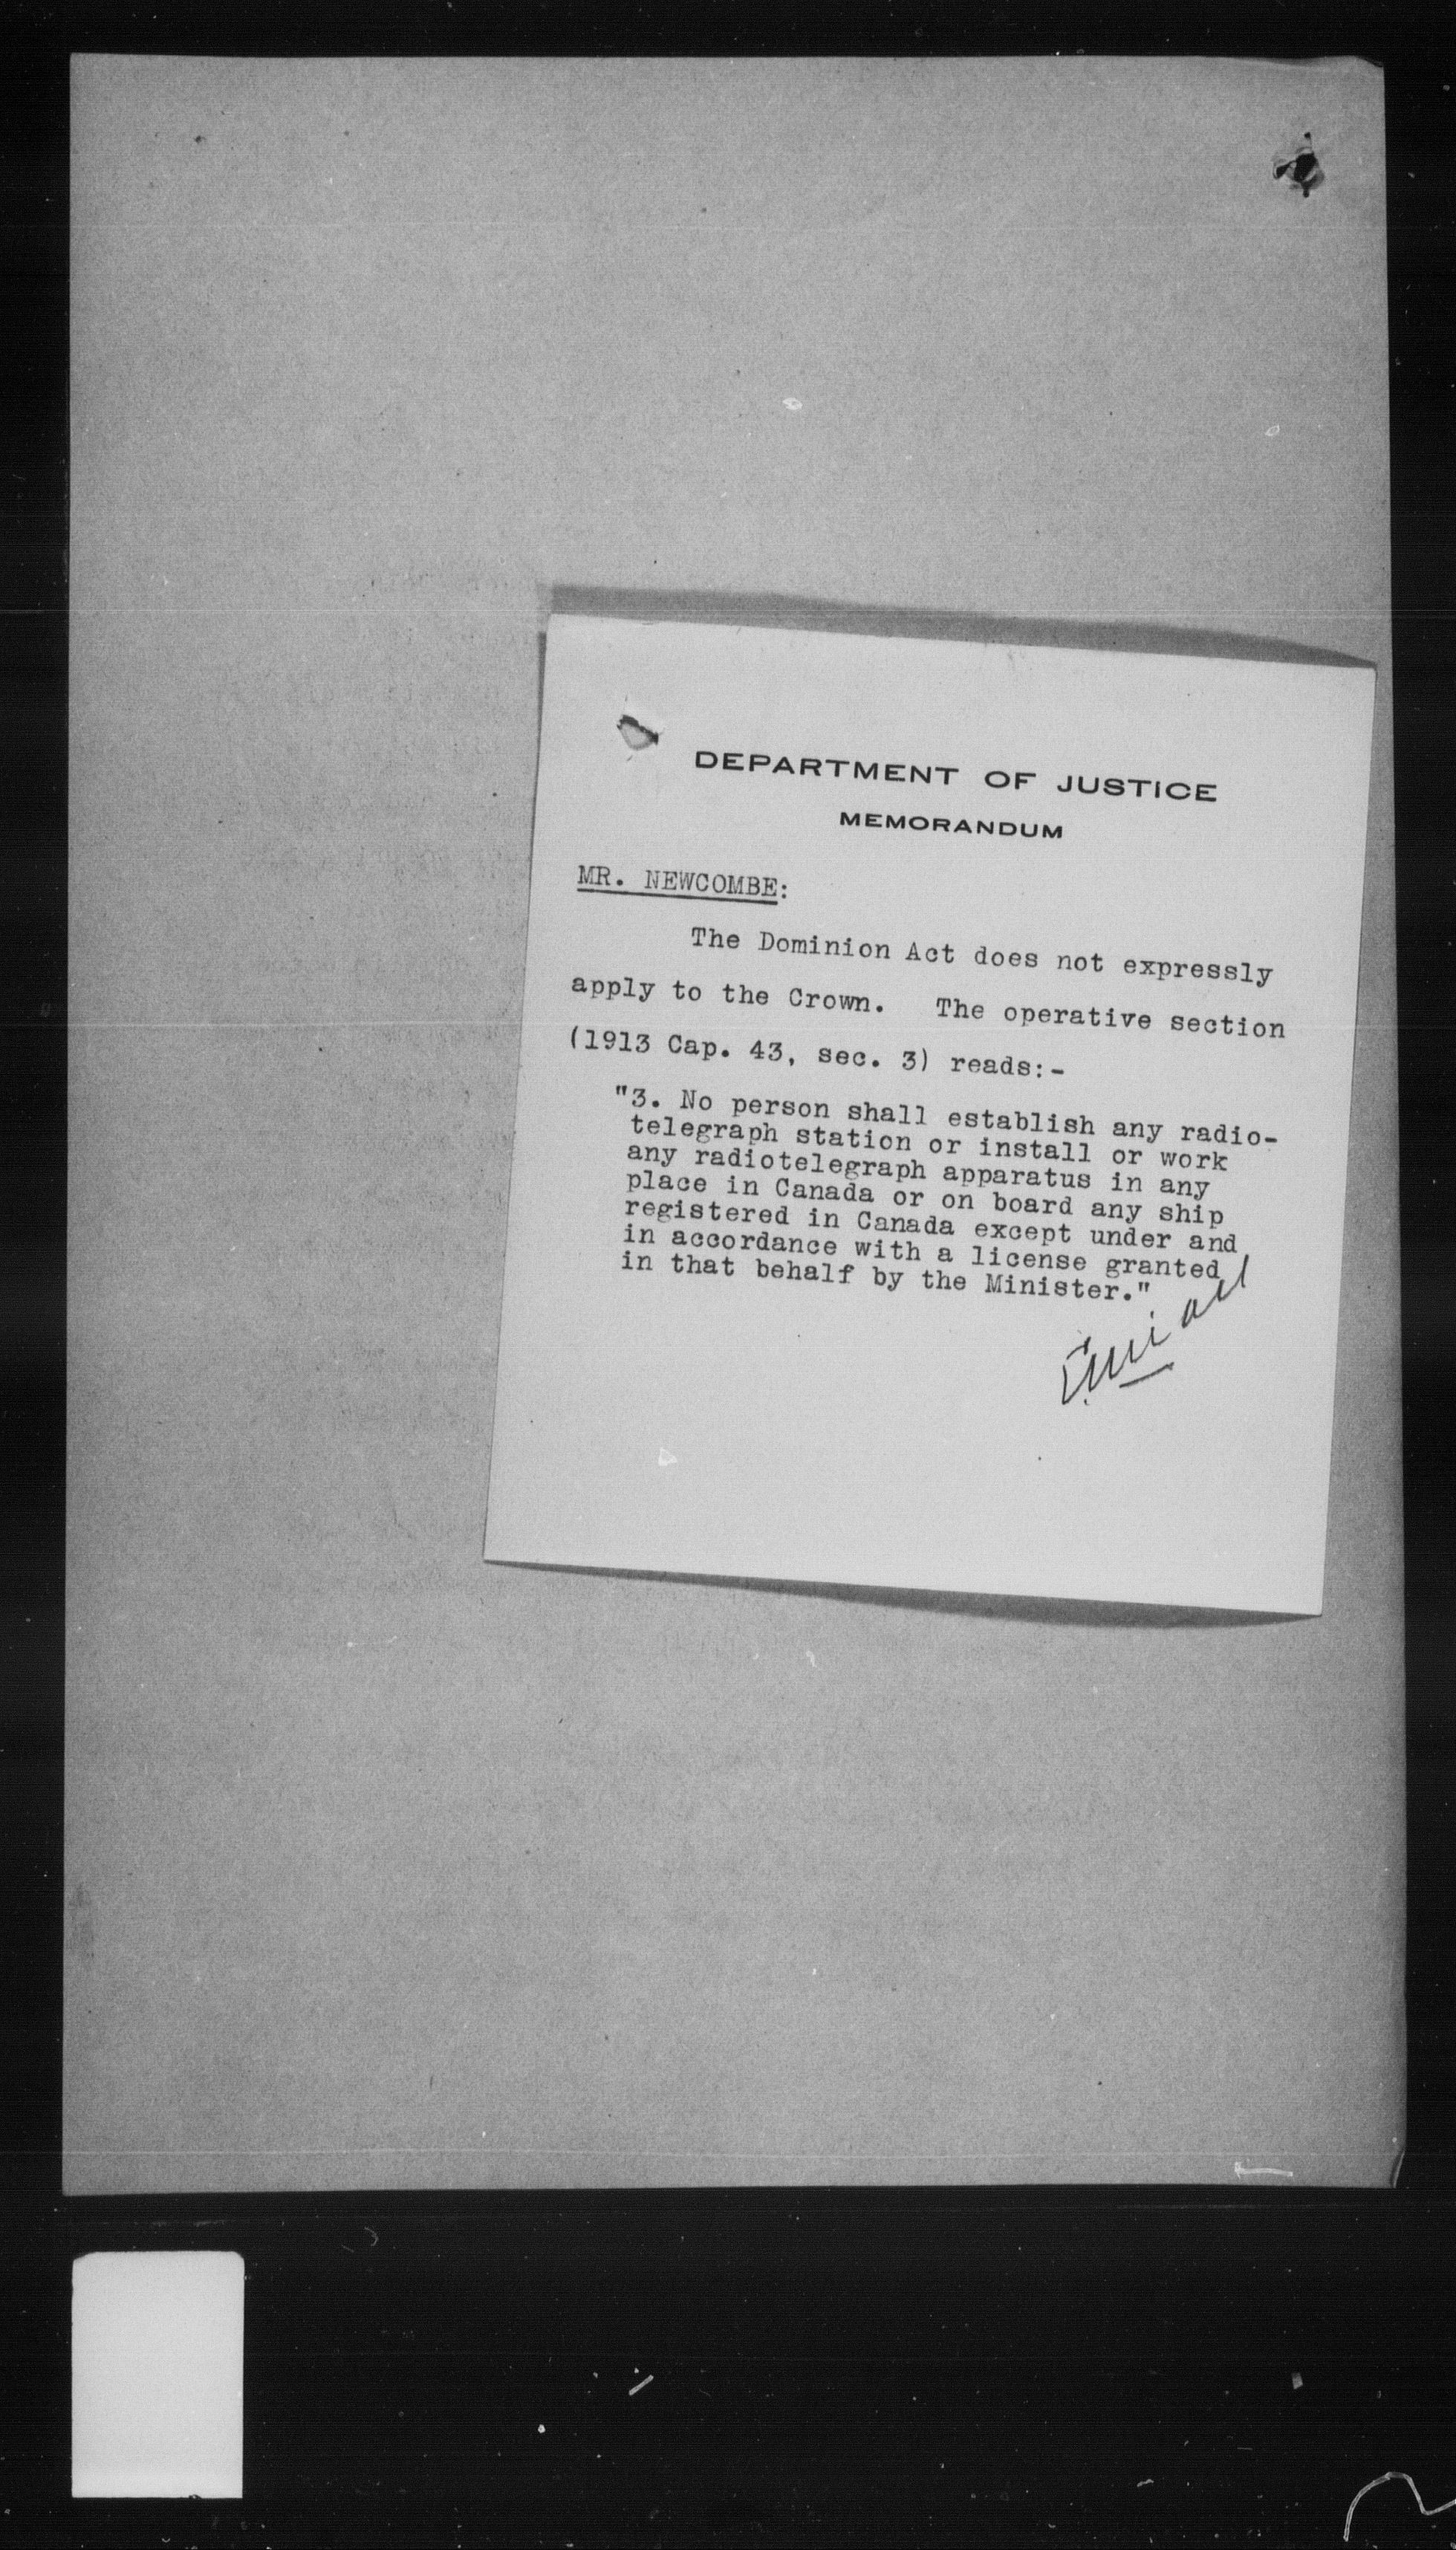 DEPARTMENT OF JUSTICE
MEMORANDUM
MR. NEWCOMBE:
The Dominion Act does not expressly
apply to the Crown. The operative section
(1913 Cap. 43, sec. 3) reads:-
"3. No person shall establish any radio-
telegraph station or install or work
any radiotelegraph apparatus in any
place in Canada or on board any ship
registered in Canada except under and
in accordance with a license granted
in that behalf by the Minister."